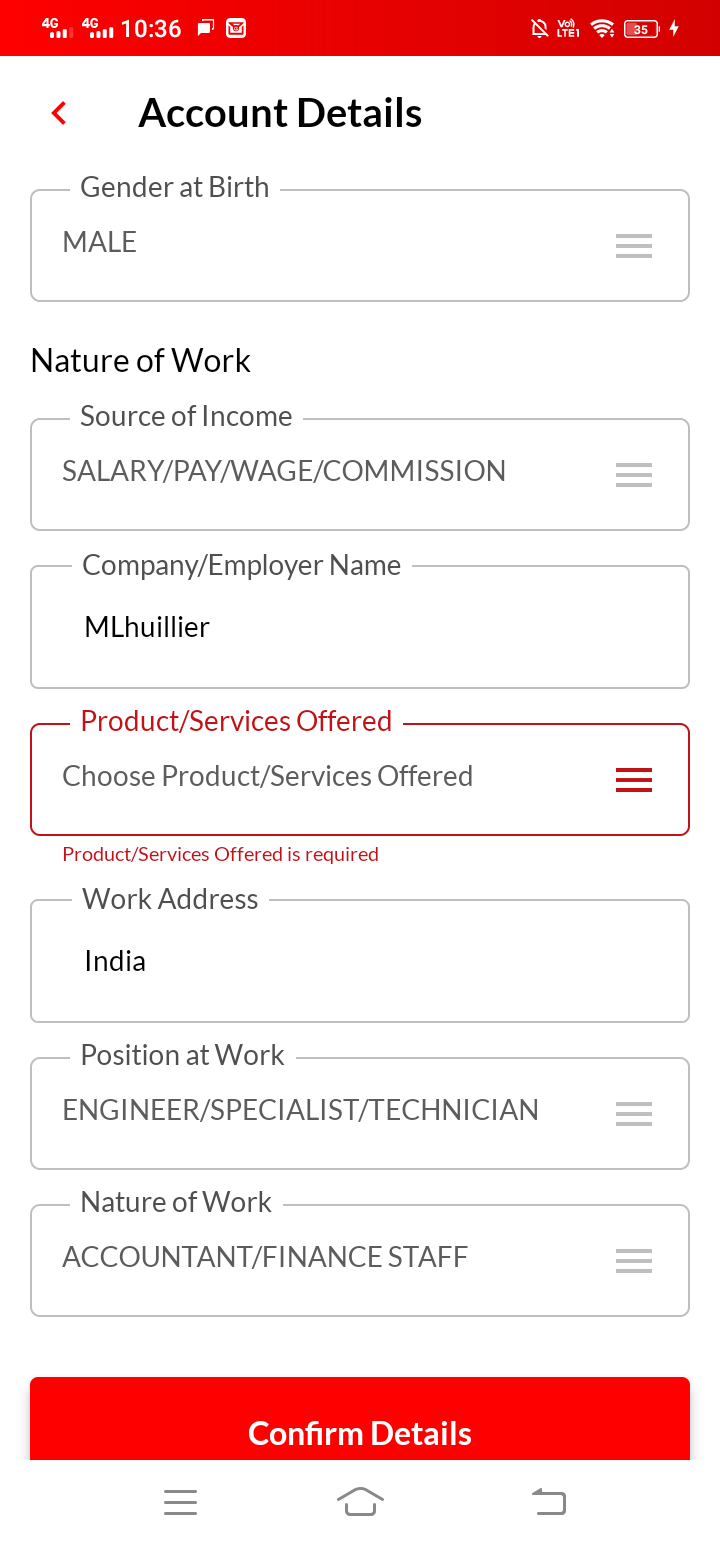 4G 4G 10:36 Vo) LTE1 35
Account Details
Gender at Birth
MALE
Nature of Work
Source of Income
SALARY/PAY/WAGE/COMMISSION
Company/Employer Name
MLhuillier
Product/Services Offered
Choose Product/Services Offered
Product/Services Offered is required
Work Address
India
Position at Work
ENGINEER/SPECIALIST/TECHNICIAN
Nature of Work
ACCOUNTANT/FINANCE STAFF
Confirm Details